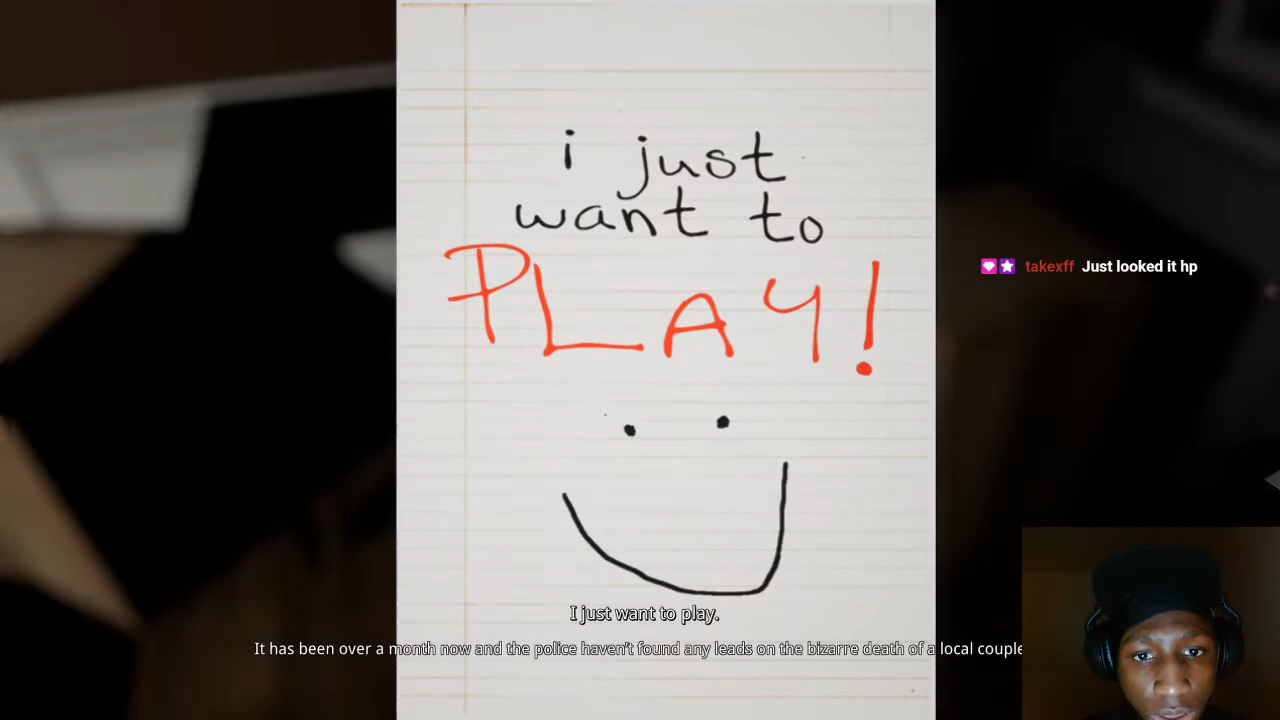 i just
want to
PLAY!
takexff Just looked it hp
I just want to play.
It has been over a month now and the police haven't found any leads on the bizarre death of a local couple